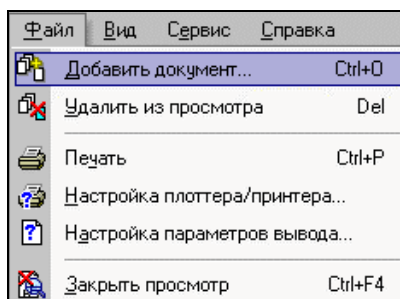 Файл Вид Сервис Справка
Добавить документ... Ctrl+O
Удалить из просмотра Del
Печать Ctrl+P
Настройка плоттера/принтера...
Настройка параметров вывода...
Закрыть просмотр Ctrl+F4